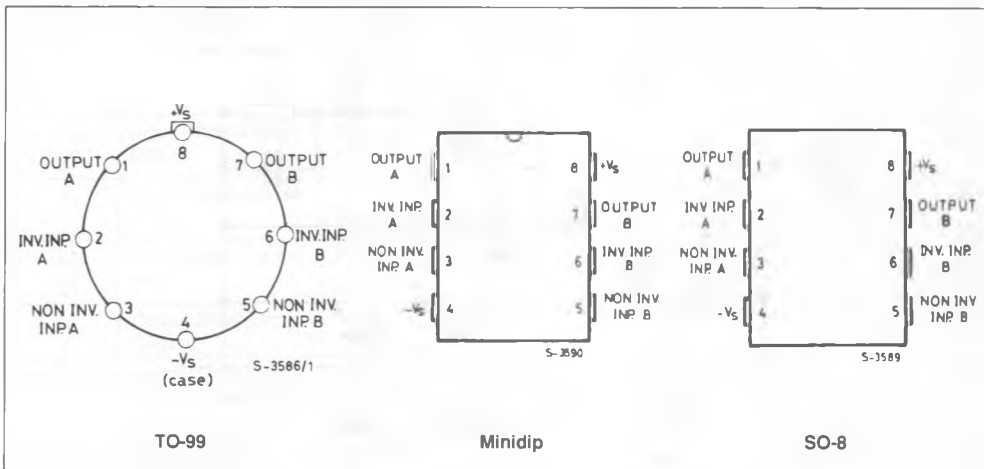 +VS
8
OUTPUT
A
1
7
OUTPUT
B
INV.INP.
A
2
6
INV.INP.
B
NON INV.
INP.A
3
5
NON INV.
INP. B
4
-VS
(case)
S-3586/1
TO-99
OUTPUT
A
1
8
+VS
INV. INP.
A
2
7
OUTPUT
B
NON INV.
INP. A
3
6
INV. INP.
B
-VS
4
5
NON INV.
INP. B
S-3590
Minidip
OUTPUT
A
1
8
+VS
INV. INP.
A
2
7
OUTPUT
B
NON INV.
INP. A
3
6
INV. INP.
B
-VS
4
5
NON INV
INP. B
S-3589
SO-8